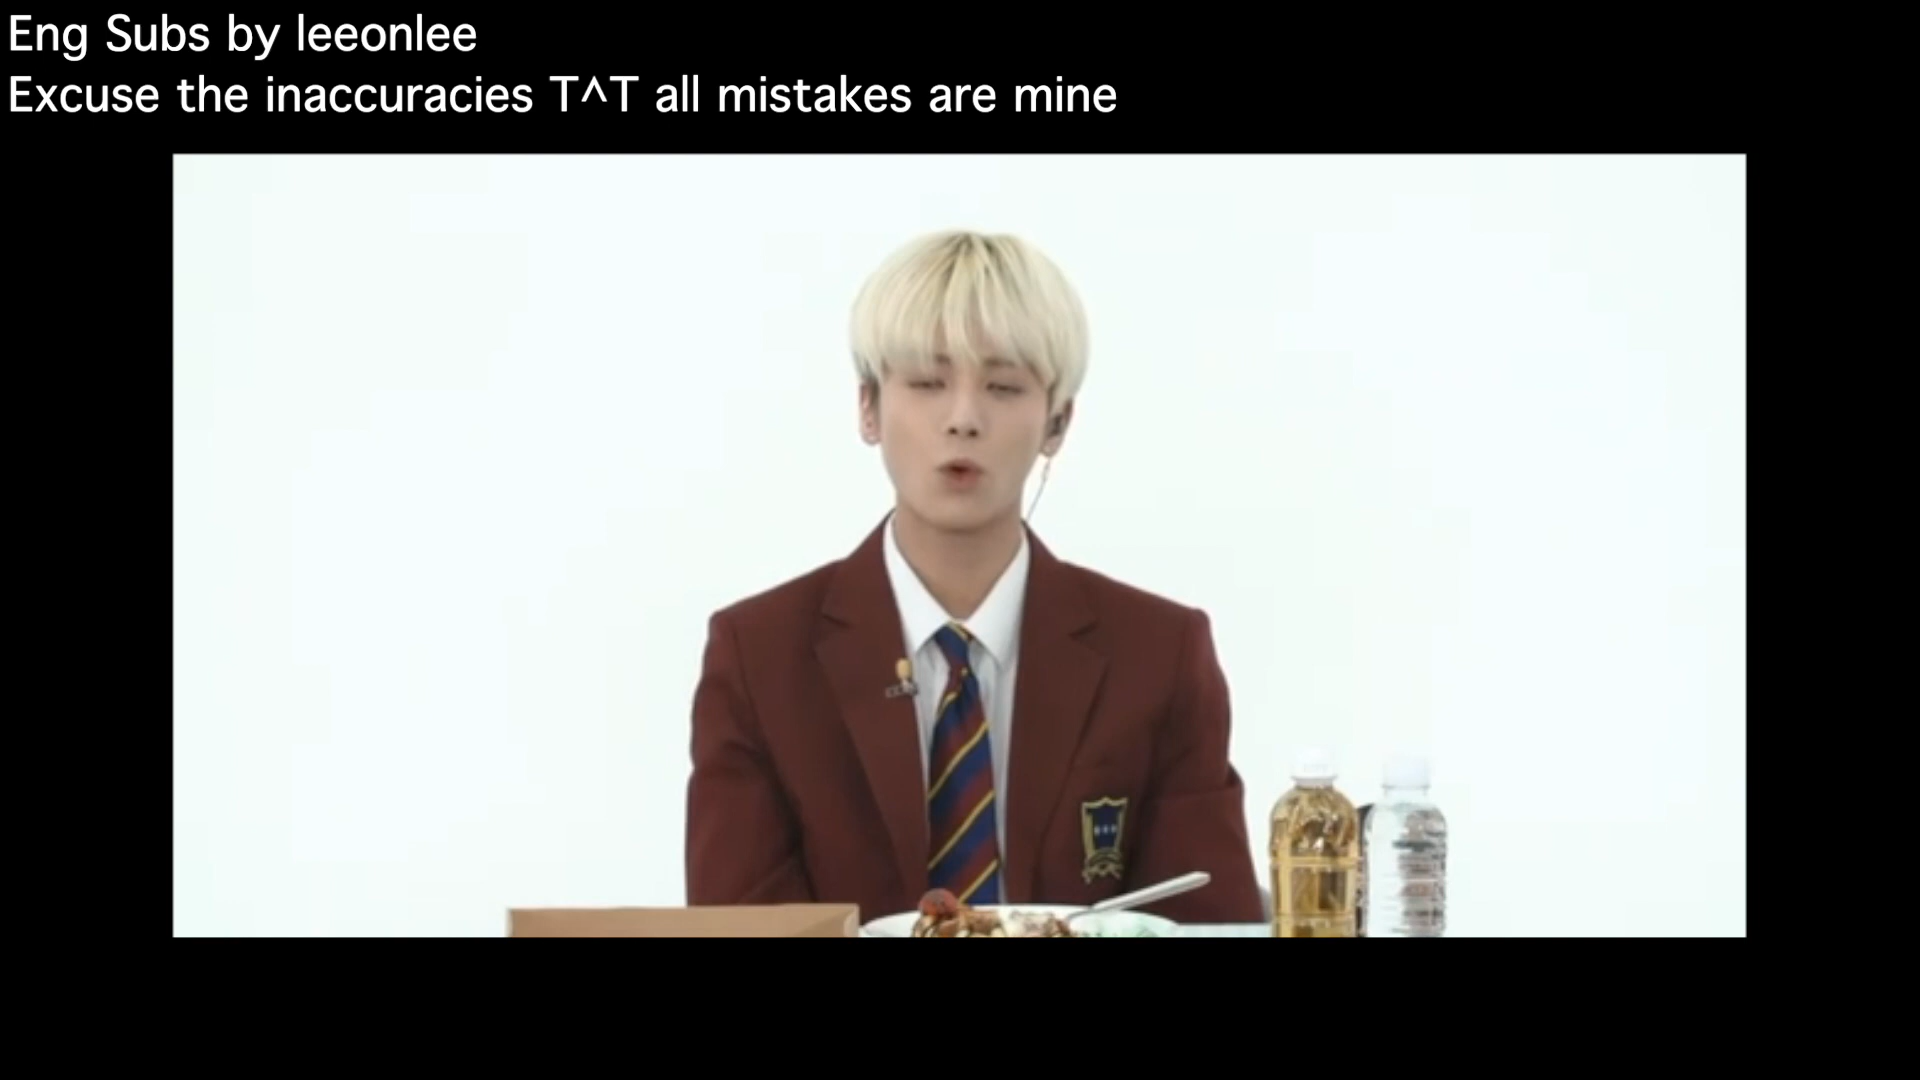 Eng Subs by leeonlee
Excuse the inaccuracies T^T all mistakes are mine